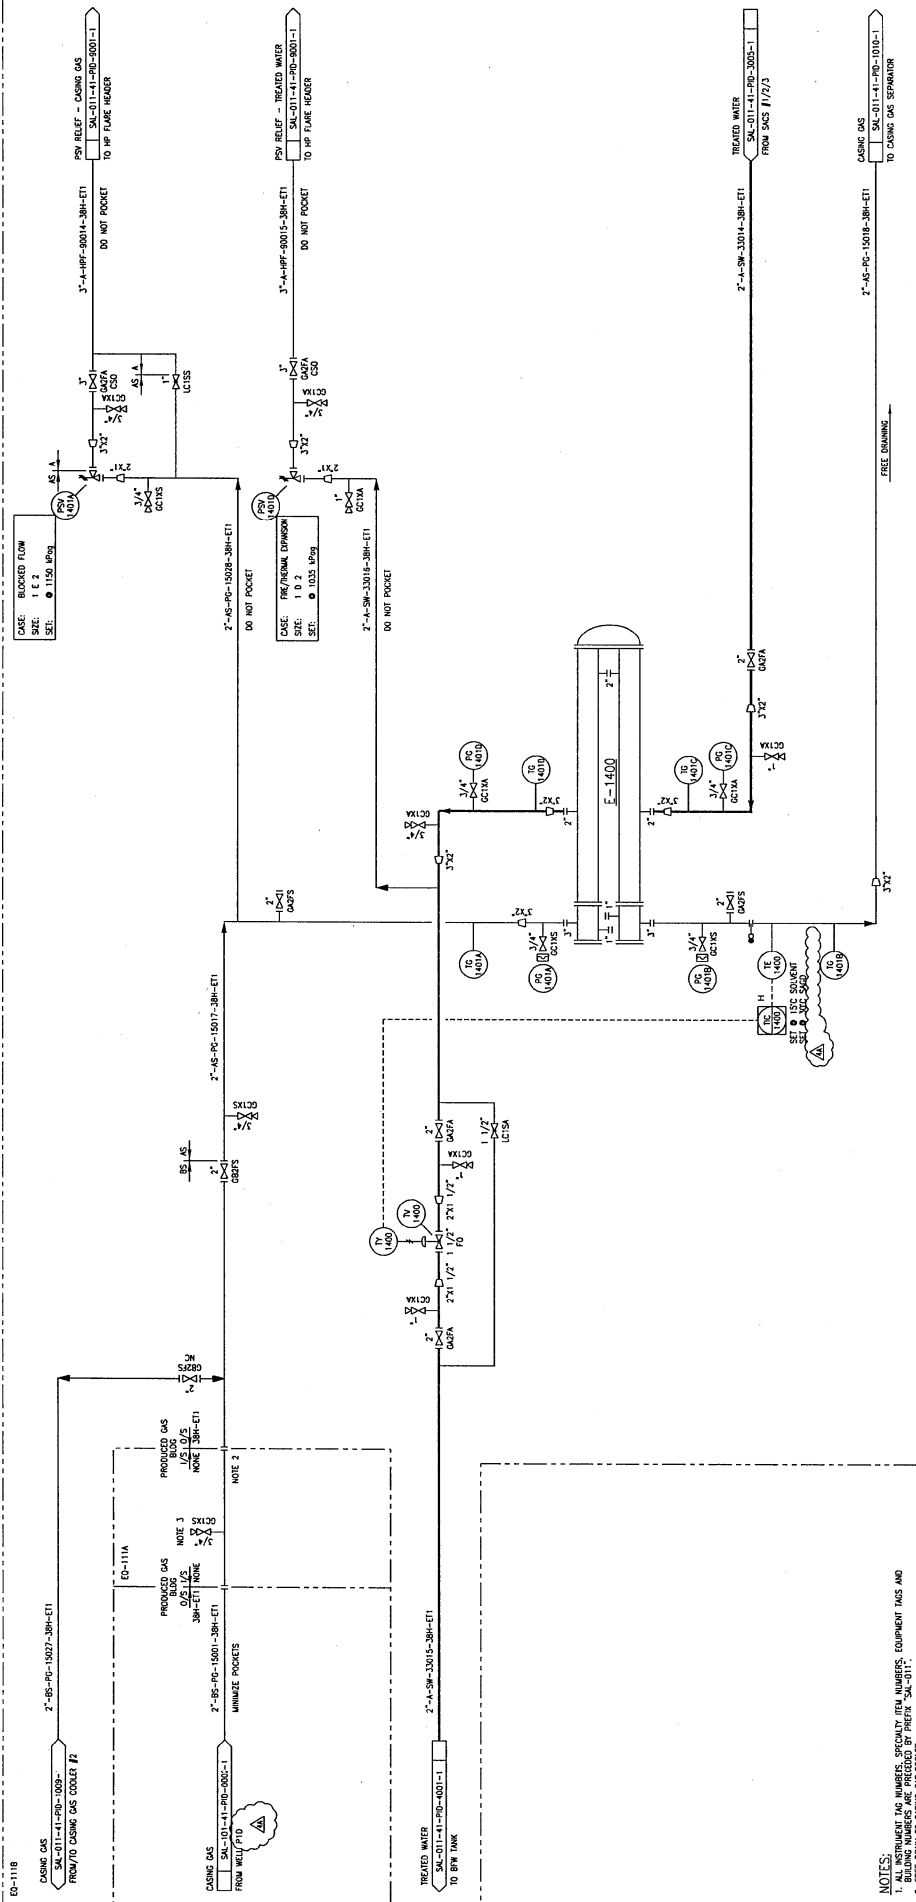 EQ-111B
CASING GAS
FROM/TO CASING GAS COOLER #2
2"-BS-PG-15027-38H-ET1
CASING GAS
FROM WELL P1D
4A
2"-BS-PG-15001-38H-ET1
MINIMIZE POCKETS
PRODUCED GAS
BLDG
O/S I/S
38H-ET1 NONE
EQ-111A
NOTE 3
3/4"
GC1XS
PRODUCED GAS
BLDG
I/S O/S
NONE 38H-ET1
NOTE 2
2"
GB2FS
NC
BS AS
2"
GB2FS
3/4"
GC1XS
2"-AS-PG-15017-38H-ET1
2"
GA2FS
2"-AS-PG-15028-38H-ET1
DO NOT POCKET
CASE: BLOCKED FLOW
SIZE: 1 E 2
SET: @ 1150 kPag
PSV
1401A
AS A
2"X1"
3/4"
GC1XS
3"X2"
3/4"
GC1XA
3"
GA2FA
CSO
AS A
1"
LC1SS
3"-A-HPF-90014-38H-ET1
DO NOT POCKET
PSV RELIEF - CASING GAS
SAL-011-41-PID-9001-1
TO HP FLARE HEADER
CASE: FIRE/THERMAL EXPANSION
SIZE: 1 D 2
SET: @ 1035 kPag
PSV
1401D
2"X1"
1"
GC1XA
3"X2"
3/4"
GC1XA
3"
GA2FA
CSO
3"-A-HPF-90015-38H-ET1
DO NOT POCKET
PSV RELIEF - TREATED WATER
SAL-011-41-PID-9001-1
TO HP FLARE HEADER
2"-A-SW-33016-38H-ET1
DO NOT POCKET
TREATED WATER
SAL-011-41-PID-4001-1
TO BFW TANK
2"-A-SW-33015-38H-ET1
2"
GA2FA
1"
GC1XA
2"X1 1/2"
TY
1400
TV
1400
1 1/2"
FO
2"X1 1/2"
1"
GC1XA
2"
GA2FA
1 1/2"
LC1SA
3"X2"
3/4"
GC1XA
PG
1401D
3/4"
GC1XA
TG
1401D
3"X2"
2"
TG
1401A
3"X2"
PG
1401A
3/4"
GC1XS
3"
1"
1"
E-1400
2"
3"
2"
PG
1401B
3/4"
GC1XS
2"
GA2FS
TE
1400
TG
1401B
TIC
1400
H
SET @ 15°C SOLVENT
SET @ 30°C SAGD
4A
3"X2"
TG
1401C
PG
1401C
3/4"
GC1XA
1"
GC1XA
3"X2"
2"
GA2FA
2"-A-SW-33014-38H-ET1
TREATED WATER
SAL-011-41-PID-3005-1
FROM SACS #1/2/3
3"X2"
FREE DRAINING
2"-AS-PG-15018-38H-ET1
CASING GAS
SAL-011-41-PID-1010-1
TO CASING GAS SEPARATOR
NOTES:
1. ALL INSTRUMENT TAG NUMBERS, SPECIALTY ITEM NUMBERS, EQUIPMENT TAGS AND
BUILDING NUMBERS ARE PRECEDED BY PREFIX "SAL-011".